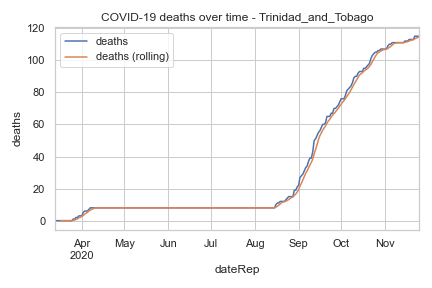 COVID-19 deaths over time - Trinidad_and_Tobago
deaths
deaths (rolling)
120
100
80
60
40
20
0
deaths
Apr May Jun Jul Aug Sep Oct Nov
2020
dateRep